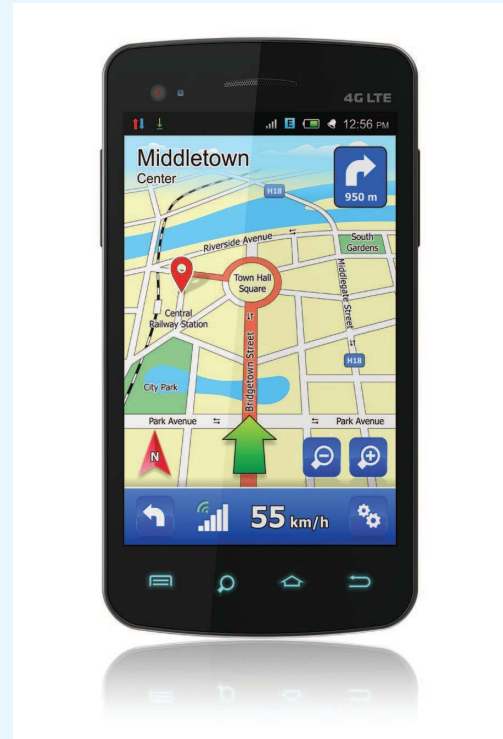 4G LTE
E 12:56 PM
Middletown
Center
950 m
H18
Riverside Avenue
South
Gardens
Town Hall
Square
Middlegate Street
Central
Railway Station
H18
Bridgetown Street
City Park
Park Avenue
Park Avenue
N
55 km/h